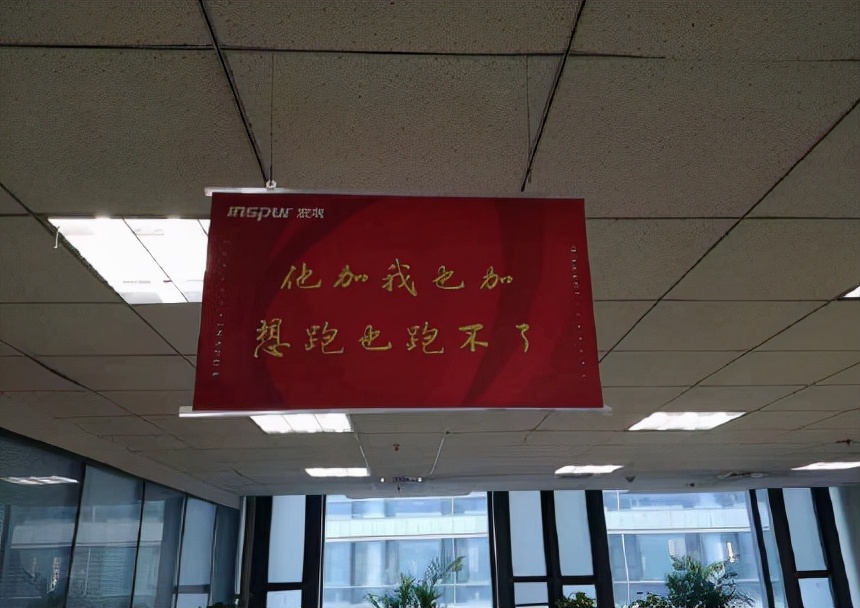 inspur 浪潮
他加我也加
想跑也跑不了